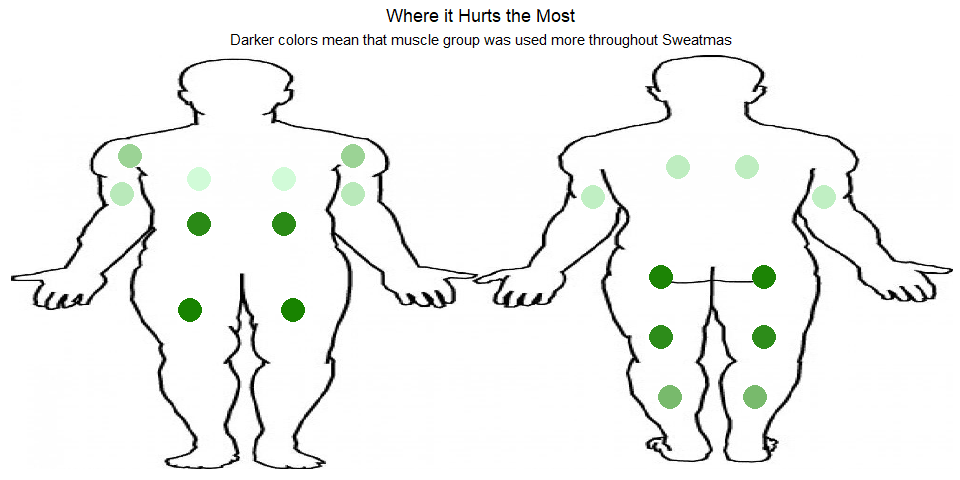 Where it Hurts the Most
Darker colors mean that muscle group was used more throughout Sweatmas